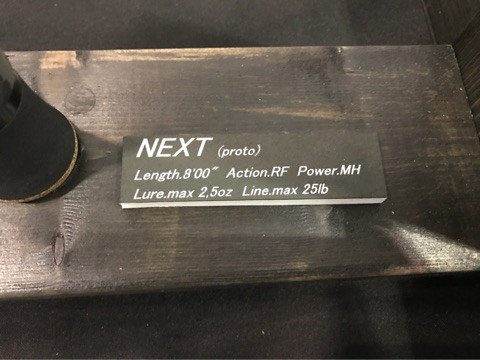 NEXT (proto)
Length.8'00" Action.RF Power.MH
Lure.max 2,5oz Line.max 25lb